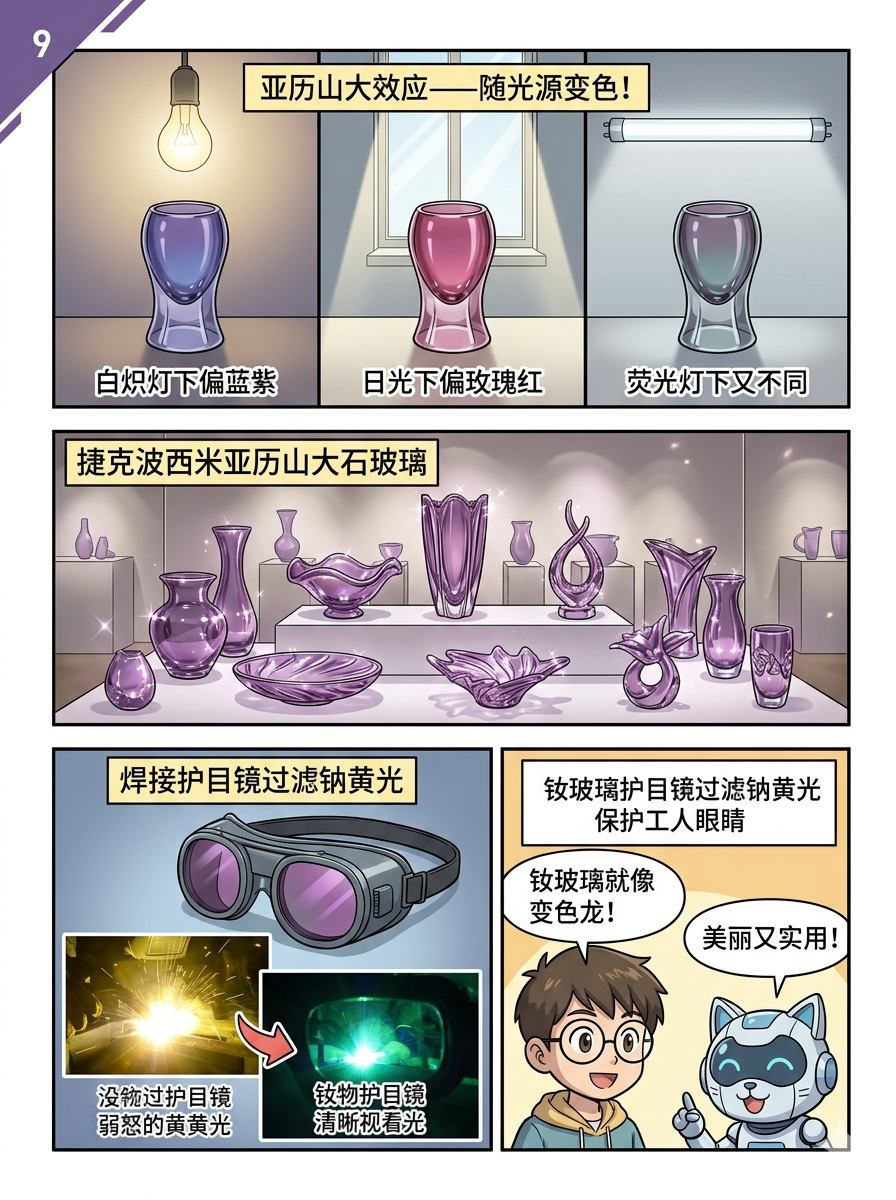 9
亚历山大效应——随光源变色！
白炽灯下偏蓝紫
日光下偏玫瑰红
荧光灯下又不同
捷克波西米亚历山大石玻璃
焊接护目镜过滤钠黄光
没物过护目镜
弱怒的黄黄光
钕物护目镜
清晰视看光
钕玻璃护目镜过滤钠黄光
保护工人眼睛
钕玻璃就像
变色龙！
美丽又实用！